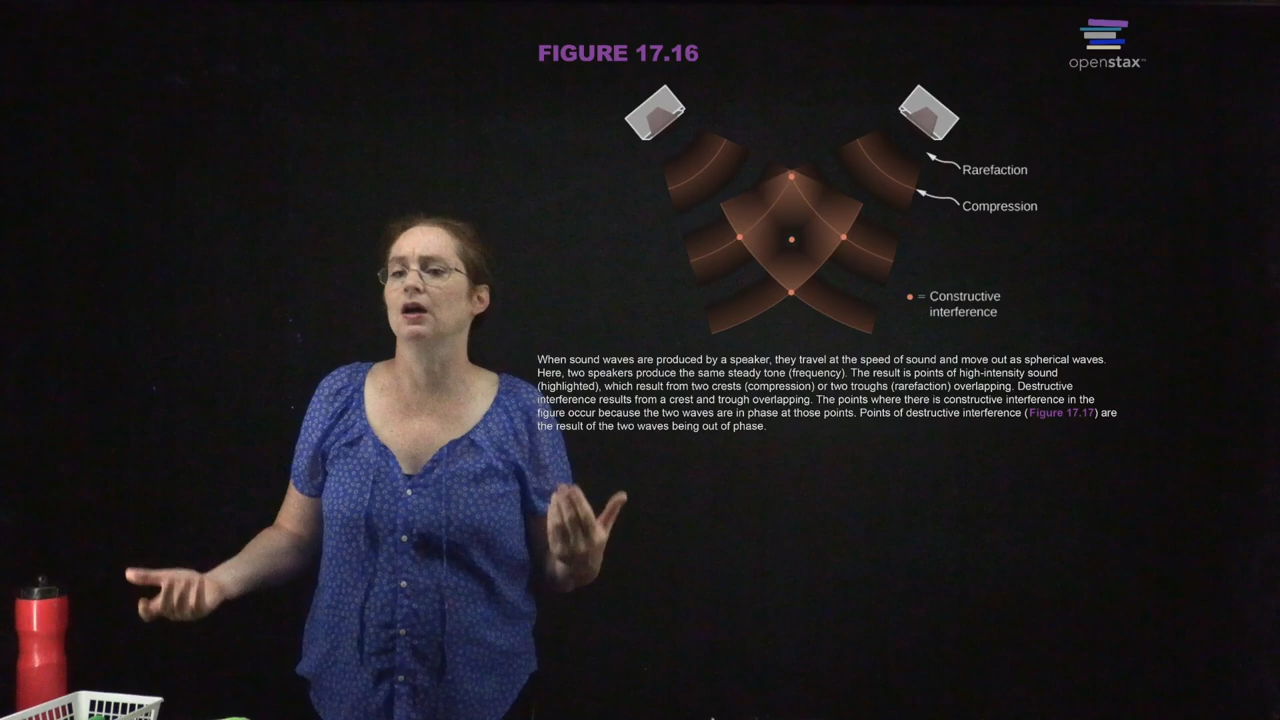 FIGURE 17.16
openstax™
Rarefaction
Compression
= Constructive
interference
When sound waves are produced by a speaker, they travel at the speed of sound and move out as spherical waves.
Here, two speakers produce the same steady tone (frequency). The result is points of high-intensity sound
(highlighted), which result from two crests (compression) or two troughs (rarefaction) overlapping. Destructive
interference results from a crest and trough overlapping. The points where there is constructive interference in the
figure occur because the two waves are in phase at those points. Points of destructive interference (Figure 17.17) are
the result of the two waves being out of phase.